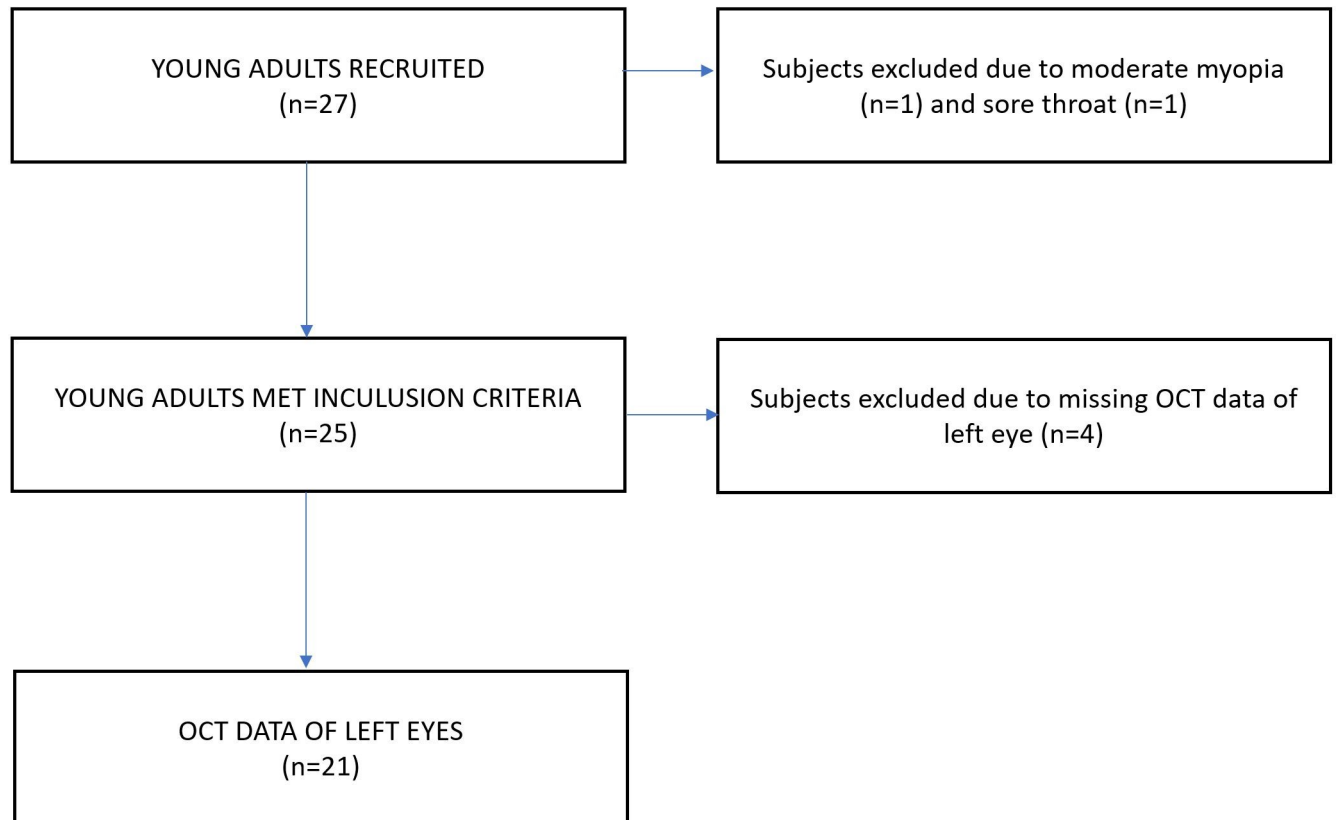 YOUNG ADULTS RECRUITED
(n=27)
Subjects excluded due to moderate myopia
(n=1) and sore throat (n=1)
YOUNG ADULTS MET INCULUSION CRITERIA
(n=25)
Subjects excluded due to missing OCT data of
left eye (n=4)
OCT DATA OF LEFT EYES
(n=21)